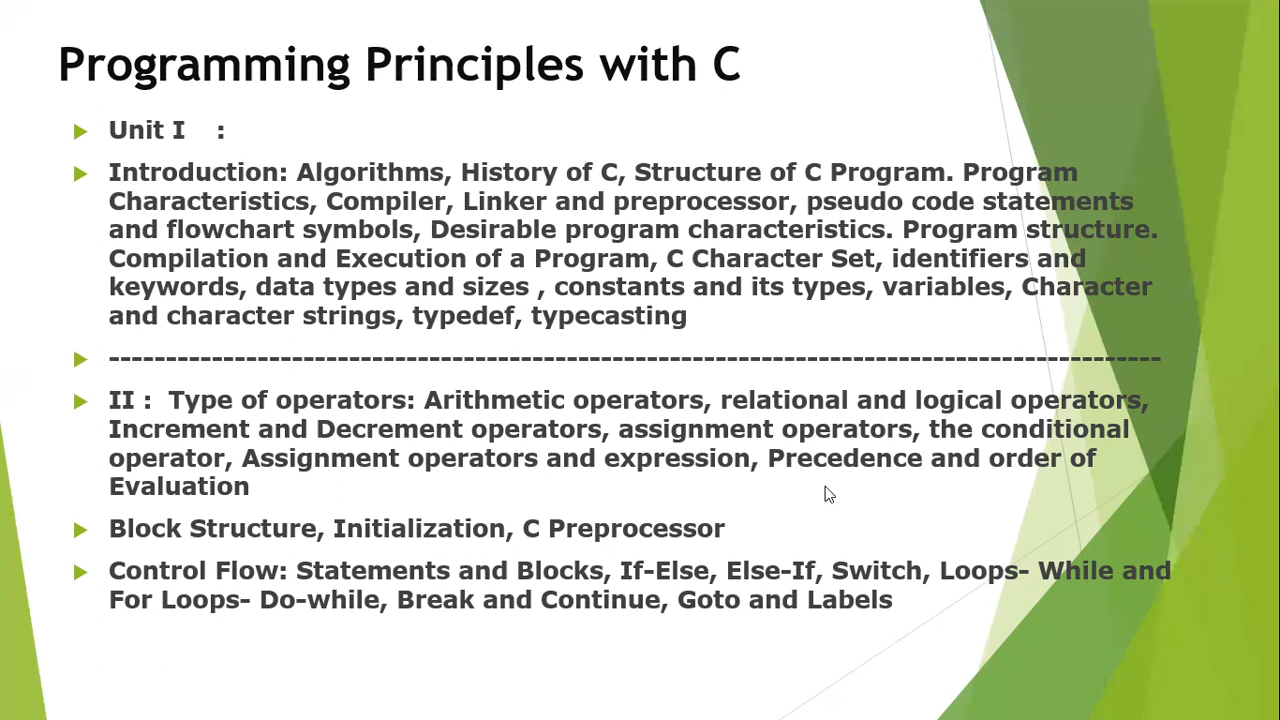 Programming Principles with C
Unit I    :
Introduction: Algorithms, History of C, Structure of C Program. Program
Characteristics, Compiler, Linker and preprocessor, pseudo code statements
and flowchart symbols, Desirable program characteristics. Program structure.
Compilation and Execution of a Program, C Character Set, identifiers and
keywords, data types and sizes , constants and its types, variables, Character
and character strings, typedef, typecasting
--------------------------------------------------------------------------------------------
II :  Type of operators: Arithmetic operators, relational and logical operators,
Increment and Decrement operators, assignment operators, the conditional
operator, Assignment operators and expression, Precedence and order of
Evaluation
Block Structure, Initialization, C Preprocessor
Control Flow: Statements and Blocks, If-Else, Else-If, Switch, Loops- While and
For Loops- Do-while, Break and Continue, Goto and Labels